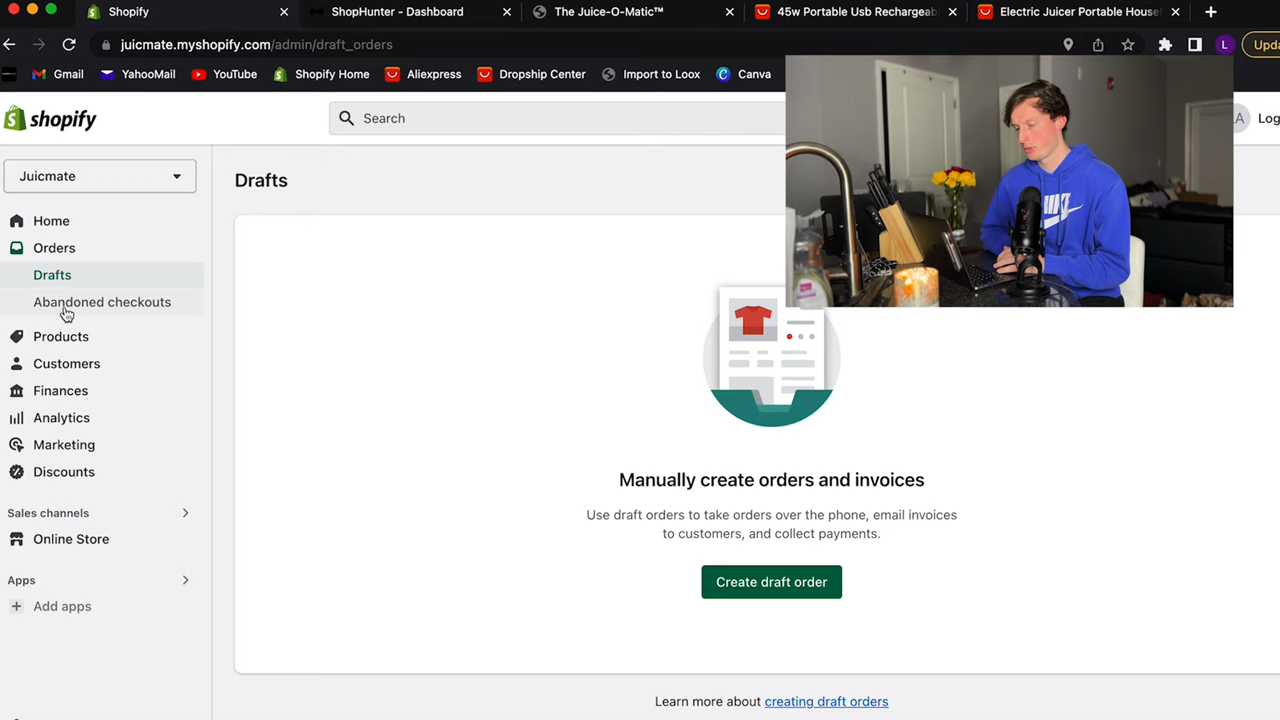 Shopify
ShopHunter - Dashboard
The Juice-O-Matic™
45w Portable Usb Rechargeab
Electric Juicer Portable Househ
juicmate.myshopify.com/admin/draft_orders
L
Upda
Gmail
YahooMail
YouTube
Shopify Home
Aliexpress
Dropship Center
Import to Loox
Canva
shopify
Search
A
Log
Juicmate
Home
Orders
Drafts
Abandoned checkouts
Products
Customers
Finances
Analytics
Marketing
Discounts
Sales channels
Online Store
Apps
Add apps
Drafts
Manually create orders and invoices
Use draft orders to take orders over the phone, email invoices
to customers, and collect payments.
Create draft order
Learn more about creating draft orders